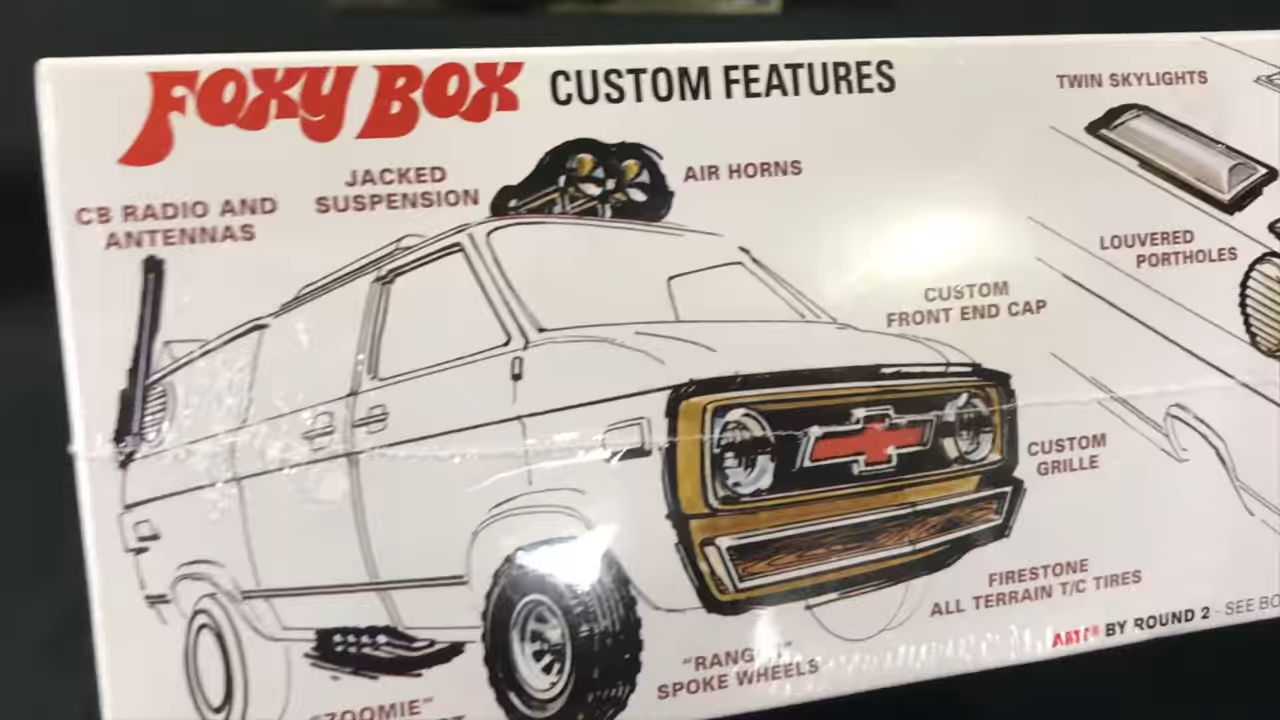 FOXY BOX CUSTOM FEATURES
TWIN SKYLIGHTS
JACKED
SUSPENSION
AIR HORNS
CB RADIO AND
ANTENNAS
LOUVERED
PORTHOLES
CUSTOM
FRONT END CAP
CUSTOM
GRILLE
FIRESTONE
ALL TERRAIN T/C TIRES
BY ROUND 2 - SEE
SPOKE WHEELS
"ZOOMIE"